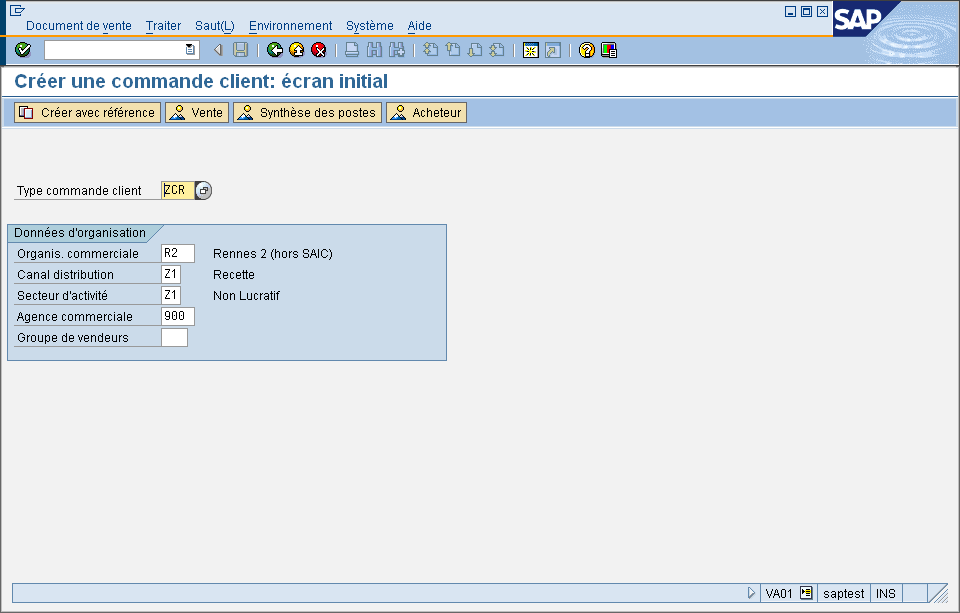 Document de vente Traiter Saut(L) Environnement Système Aide
SAP
Créer une commande client: écran initial
Créer avec référence Vente Synthèse des postes Acheteur
Type commande client ZCR
Données d'organisation
Organis. commerciale R2 Rennes 2 (hors SAIC)
Canal distribution Z1 Recette
Secteur d'activité Z1 Non Lucratif
Agence commerciale 900
Groupe de vendeurs
VA01 saptest INS